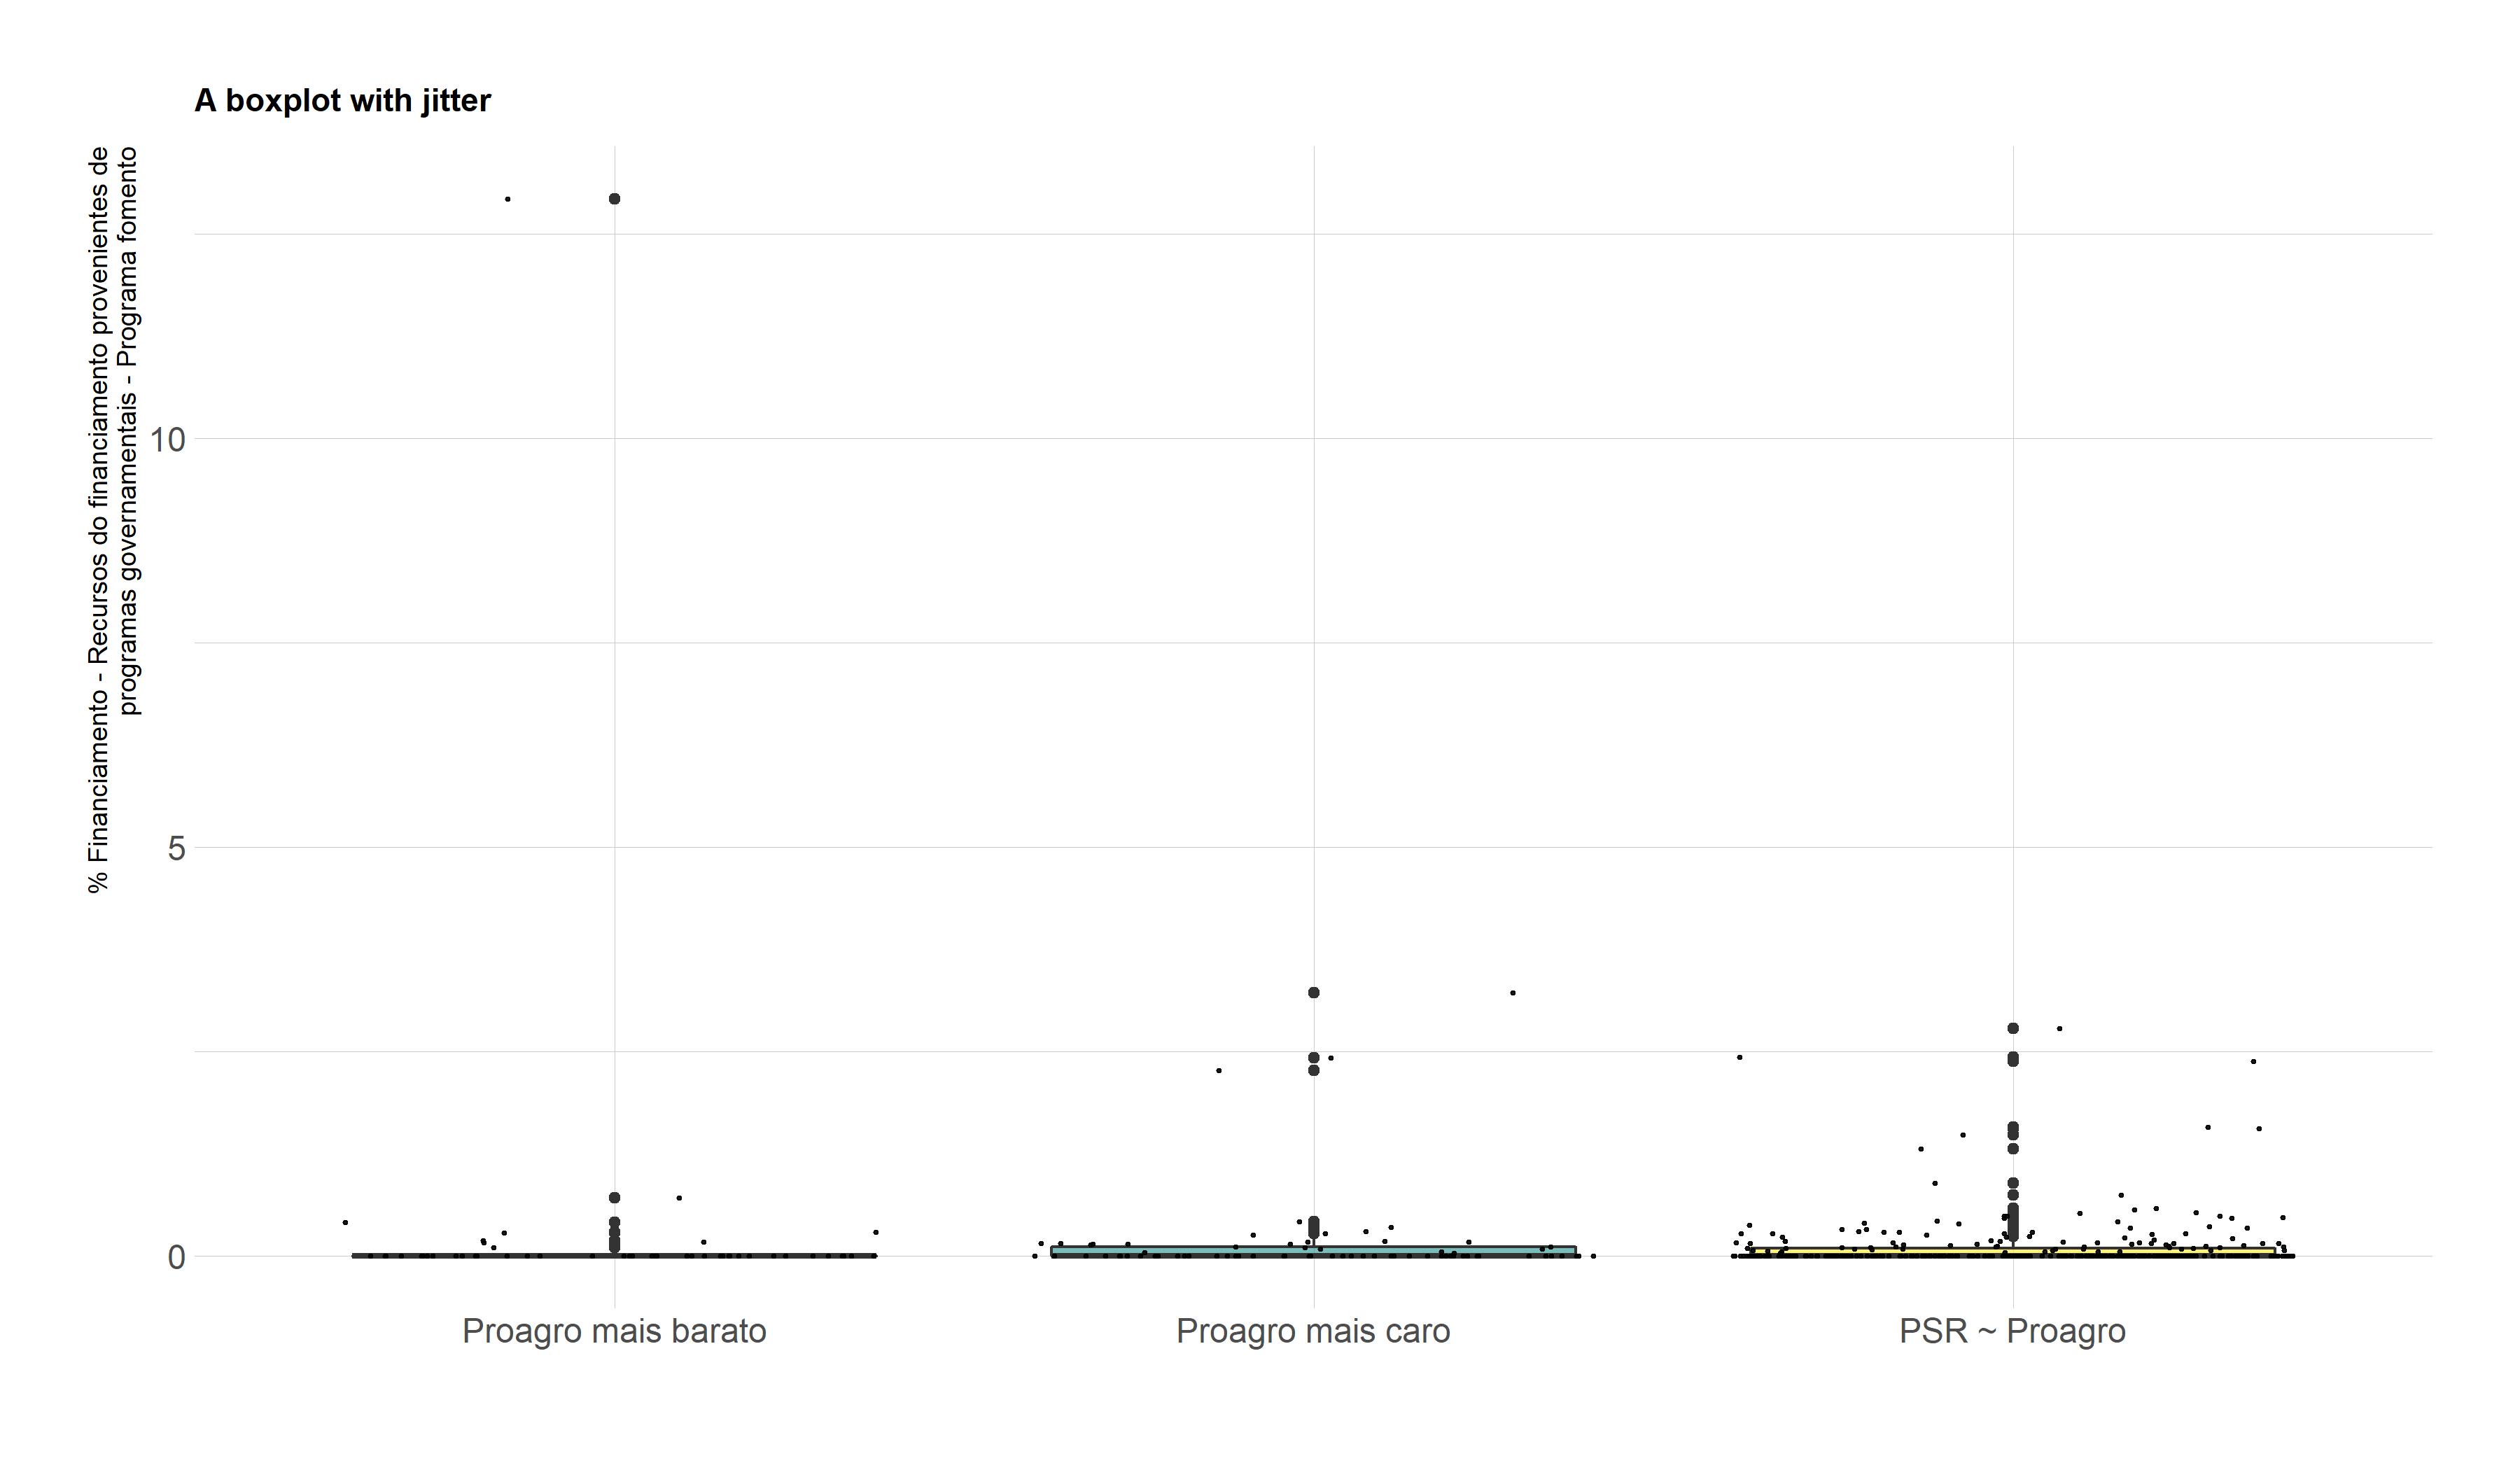 A boxplot with jitter
% Financiamento - Recursos do financiamento provenientes de
programas governamentais - Programa fomento
10
5
0
Proagro mais barato
Proagro mais caro
PSR ~ Proagro